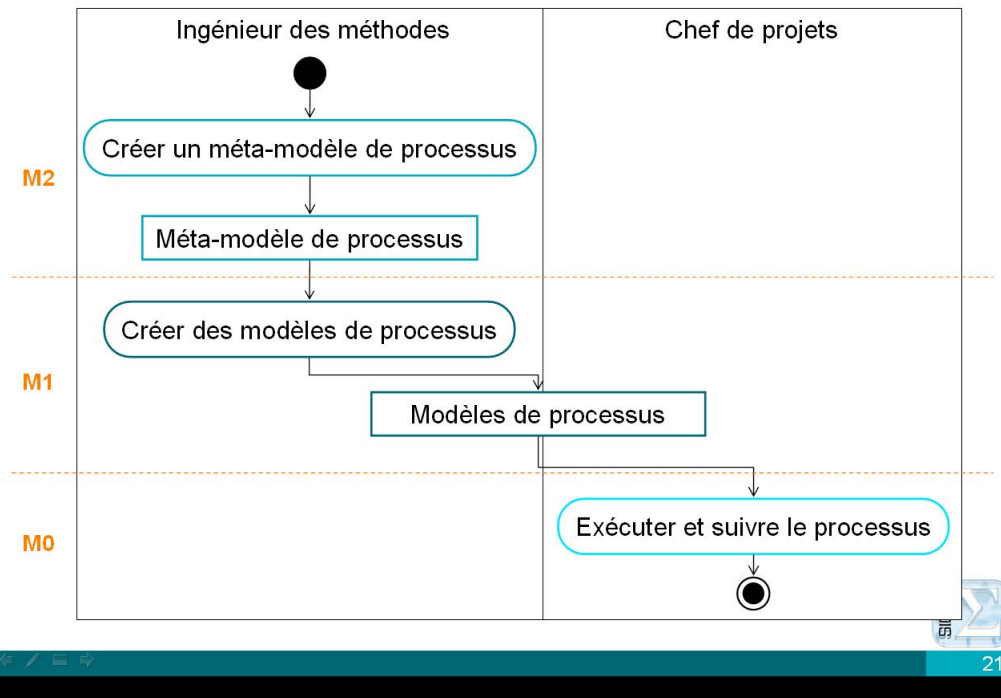 Ingénieur des méthodes
Chef de projets
Créer un méta-modèle de processus
M2
Méta-modèle de processus
Créer des modèles de processus
M1
Modèles de processus
Exécuter et suivre le processus
M0
21